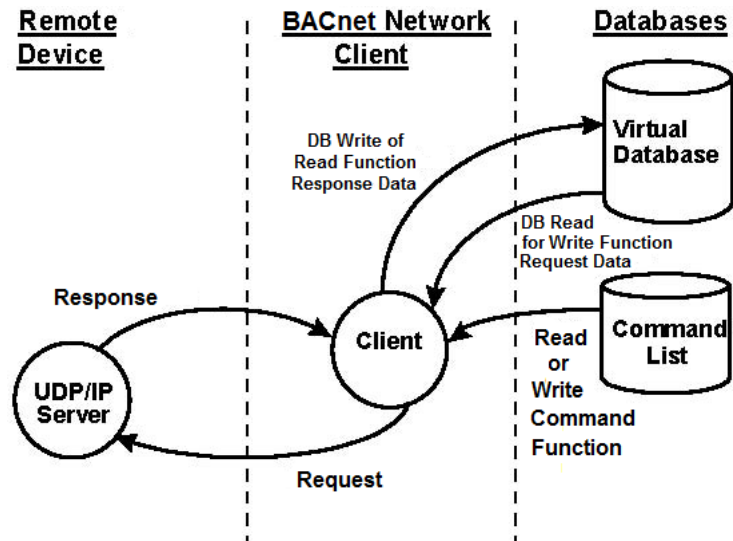 Remote
Device
BACnet Network
Client
Databases
DB Write of
Read Function
Response Data
Virtual
Database
DB Read
for Write Function
Request Data
Response
Client
Command
List
Read
or
Write
Command
Function
UDP/IP
Server
Request